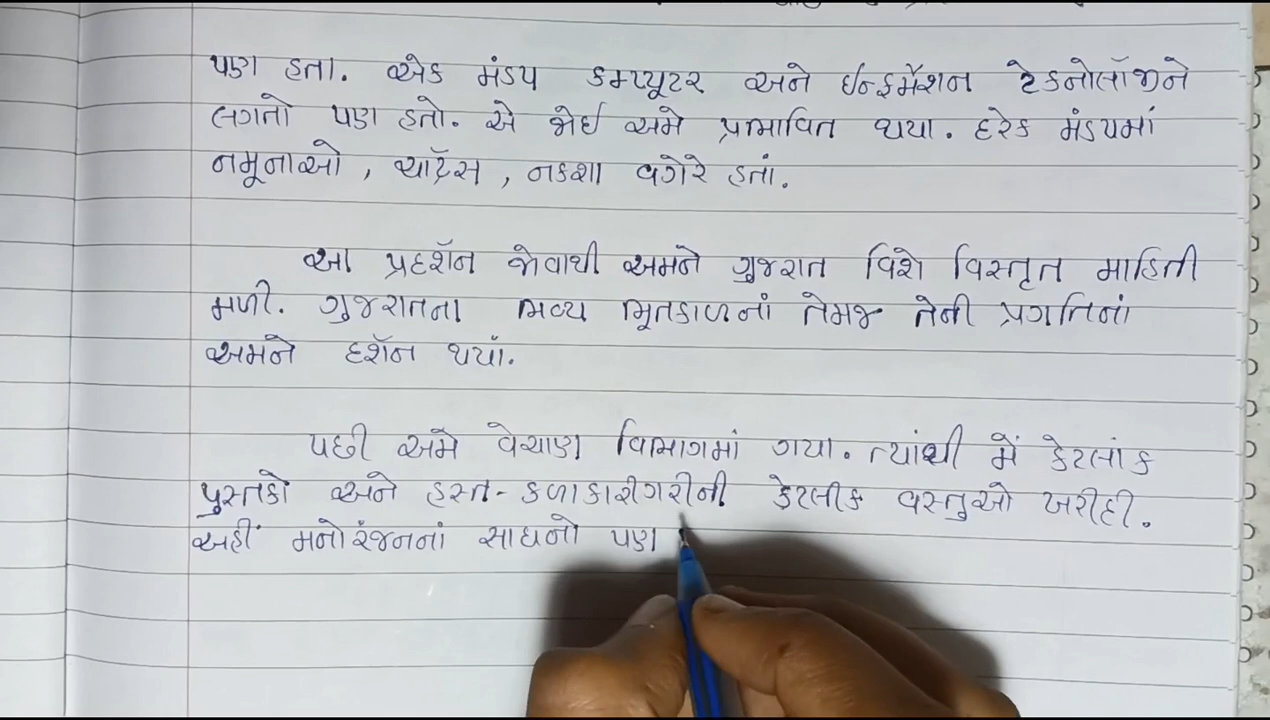 પણ હતા. એક મંડપ કમ્પ્યૂટર અને ઇન્ફર્મેશન ટેકનોલૉજીને
લગતો પણ હતો. એ જોઈ અમે પ્રભાવિત થયા. દરેક મંડપમાં
નમૂનાઓ, ચાર્ટ્સ, નકશા વગેરે હતાં.
આ પ્રદર્શન જોવાથી અમને ગુજરાત વિશે વિસ્તૃત માહિતી
મળી. ગુજરાતના ભવ્ય ભૂતકાળનાં તેમજ તેની પ્રગતિનાં
અમને દર્શન થયાં.
પછી અમે વેચાણ વિભાગમાં ગયા. ત્યાંથી મેં કેટલાંક
પુસ્તકો અને હસ્ત-કળાકારીગરીની કેટલીક વસ્તુઓ ખરીદી.
અહીં મનોરંજનનાં સાધનો પણ